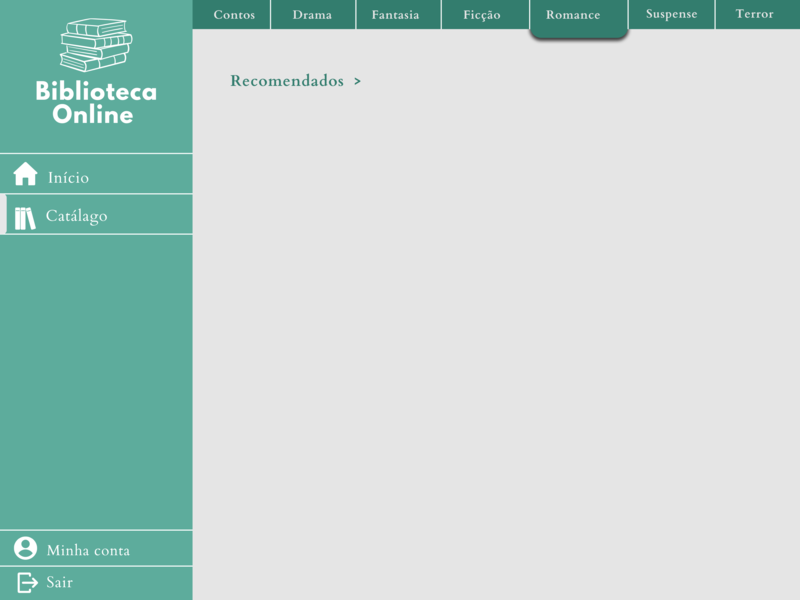 Biblioteca
Online
Início
Catálago
Minha conta
Sair
Contos
Drama
Fantasia
Ficção
Romance
Suspense
Terror
Recomendados >